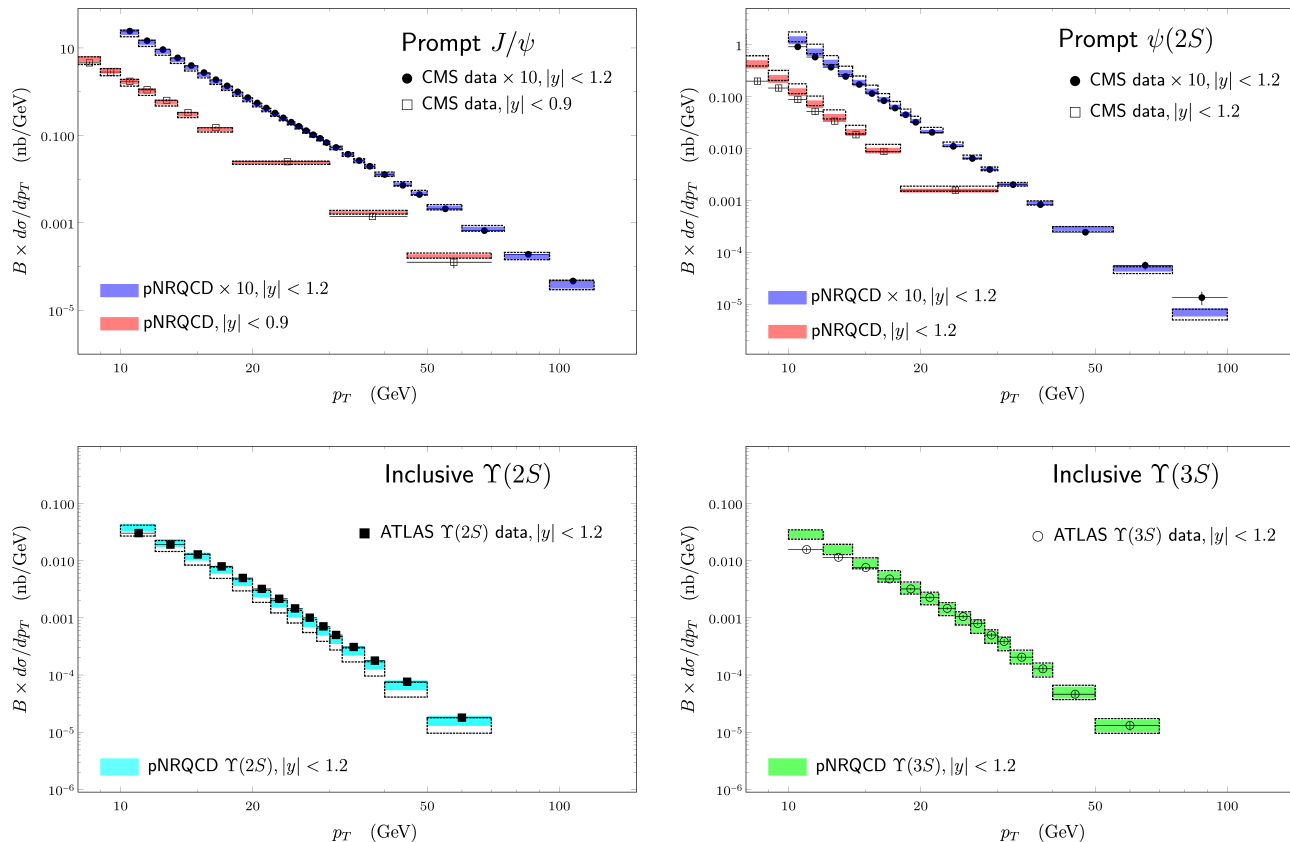 Prompt J/ψ
CMS data × 10, |y| < 1.2
CMS data, |y| < 0.9
10
0.100
0.001
10⁻⁵
B × dσ/dp_T (nb/GeV)
pNRQCD × 10, |y| < 1.2
pNRQCD, |y| < 0.9
10 20 50 100
p_T (GeV)
Prompt ψ(2S)
CMS data × 10, |y| < 1.2
CMS data, |y| < 1.2
1
0.100
0.010
0.001
10⁻⁴
10⁻⁵
B × dσ/dp_T (nb/GeV)
pNRQCD × 10, |y| < 1.2
pNRQCD, |y| < 1.2
10 20 50 100
p_T (GeV)
Inclusive Υ(2S)
ATLAS Υ(2S) data, |y| < 1.2
0.100
0.010
0.001
10⁻⁴
10⁻⁵
10⁻⁶
B × dσ/dp_T (nb/GeV)
pNRQCD Υ(2S), |y| < 1.2
10 20 50 100
p_T (GeV)
Inclusive Υ(3S)
ATLAS Υ(3S) data, |y| < 1.2
0.100
0.010
0.001
10⁻⁴
10⁻⁵
10⁻⁶
B × dσ/dp_T (nb/GeV)
pNRQCD Υ(3S), |y| < 1.2
10 20 50 100
p_T (GeV)